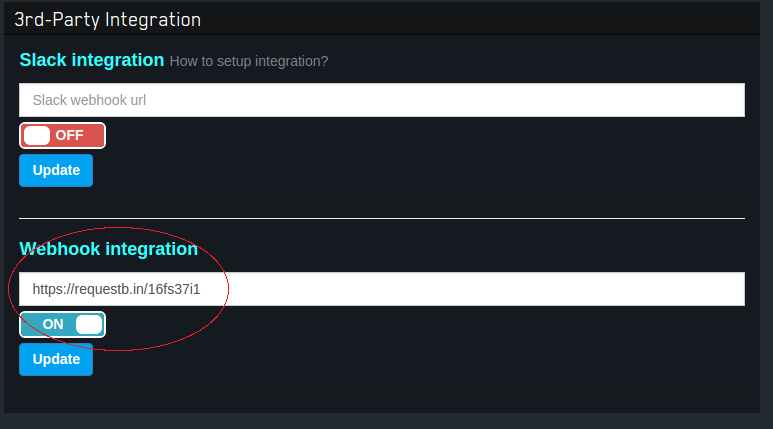 3rd-Party Integration
Slack integration How to setup integration?
Slack webhook url
OFF
Update
Webhook integration
https://requestb.in/16fs37i1
ON
Update